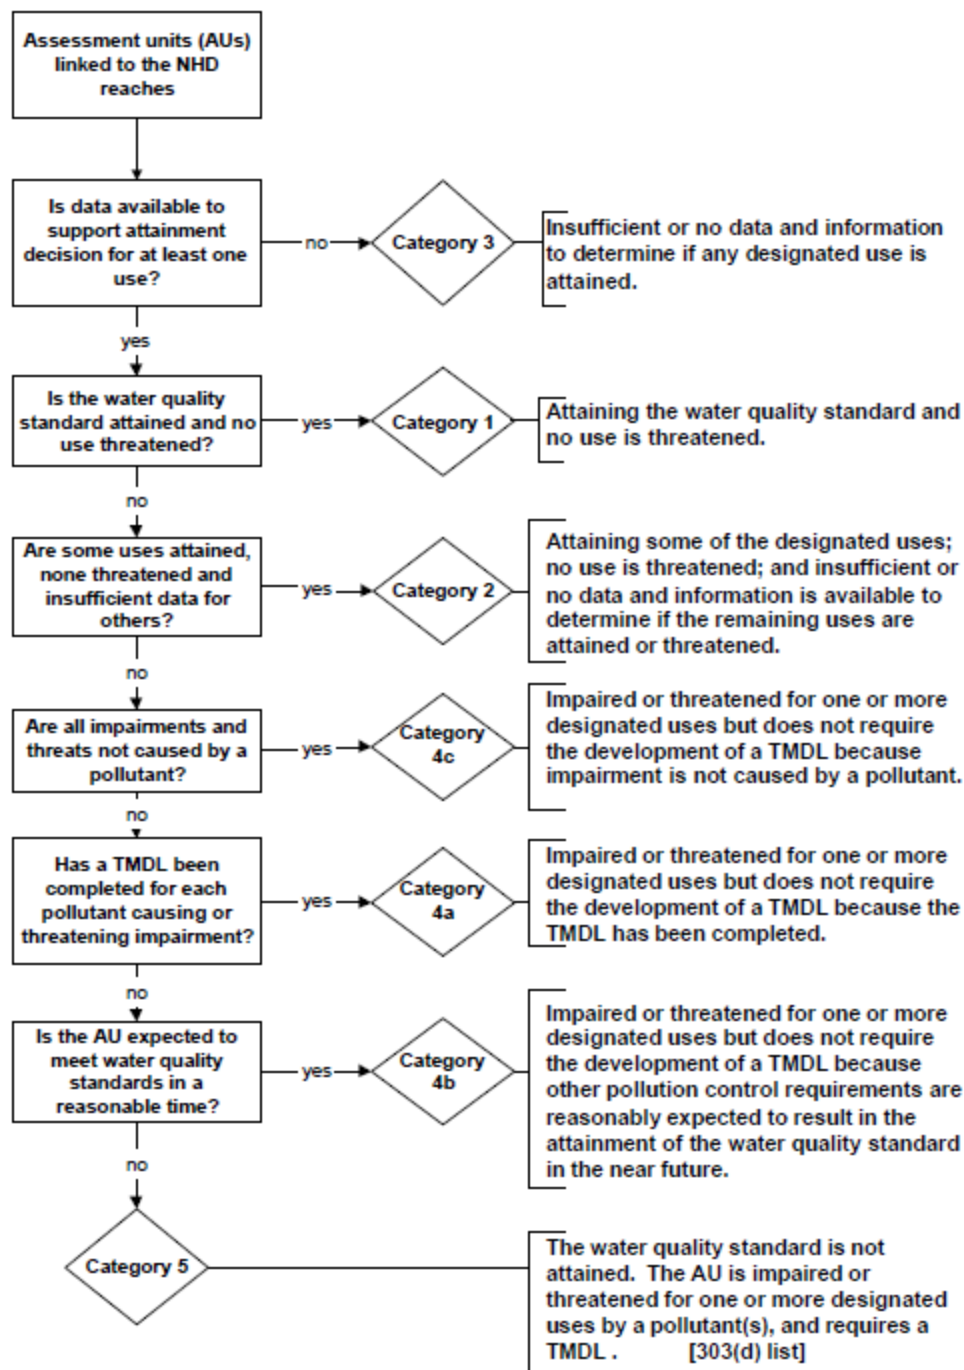 Assessment units (AUs)
linked to the NHD
reaches
Is data available to
support attainment
decision for at least one
use?
no
Category 3
Insufficient or no data and information
to determine if any designated use is
attained.
yes
Is the water quality
standard attained and no
use threatened?
yes
Category 1
Attaining the water quality standard and
no use is threatened.
no
Are some uses attained,
none threatened and
insufficient data for
others?
yes
Category 2
Attaining some of the designated uses;
no use is threatened; and insufficient or
no data and information is available to
determine if the remaining uses are
attained or threatened.
no
Are all impairments and
threats not caused by a
pollutant?
yes
Category
4c
Impaired or threatened for one or more
designated uses but does not require
the development of a TMDL because
impairment is not caused by a pollutant.
no
Has a TMDL been
completed for each
pollutant causing or
threatening impairment?
yes
Category
4a
Impaired or threatened for one or more
designated uses but does not require
the development of a TMDL because the
TMDL has been completed.
no
Is the AU expected to
meet water quality
standards in a
reasonable time?
yes
Category
4b
Impaired or threatened for one or more
designated uses but does not require
the development of a TMDL because
other pollution control requirements are
reasonably expected to result in the
attainment of the water quality standard
in the near future.
no
Category 5
The water quality standard is not
attained. The AU is impaired or
threatened for one or more designated
uses by a pollutant(s), and requires a
TMDL . [303(d) list]